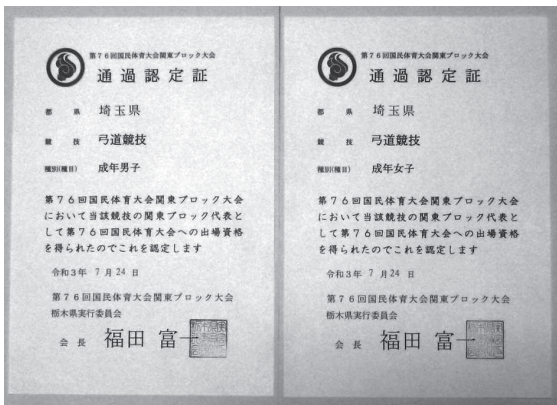 第76回国民体育大会関東ブロック大会
通過認定証
都県 埼玉県
競技 弓道競技
種別(種目) 成年男子
第76回国民体育大会関東ブロック大会
において当該競技の関東ブロック代表と
して第76回国民体育大会への出場資格
を得られたのでこれを認定します
令和3年 7月24日
第76回国民体育大会関東ブロック大会
栃木県実行委員会
会長 福田富一
第76回国民体育大会関東ブロック大会
通過認定証
都県 埼玉県
競技 弓道競技
種別(種目) 成年女子
第76回国民体育大会関東ブロック大会
において当該競技の関東ブロック代表と
して第76回国民体育大会への出場資格
を得られたのでこれを認定します
令和3年 7月24日
第76回国民体育大会関東ブロック大会
栃木県実行委員会
会長 福田富一